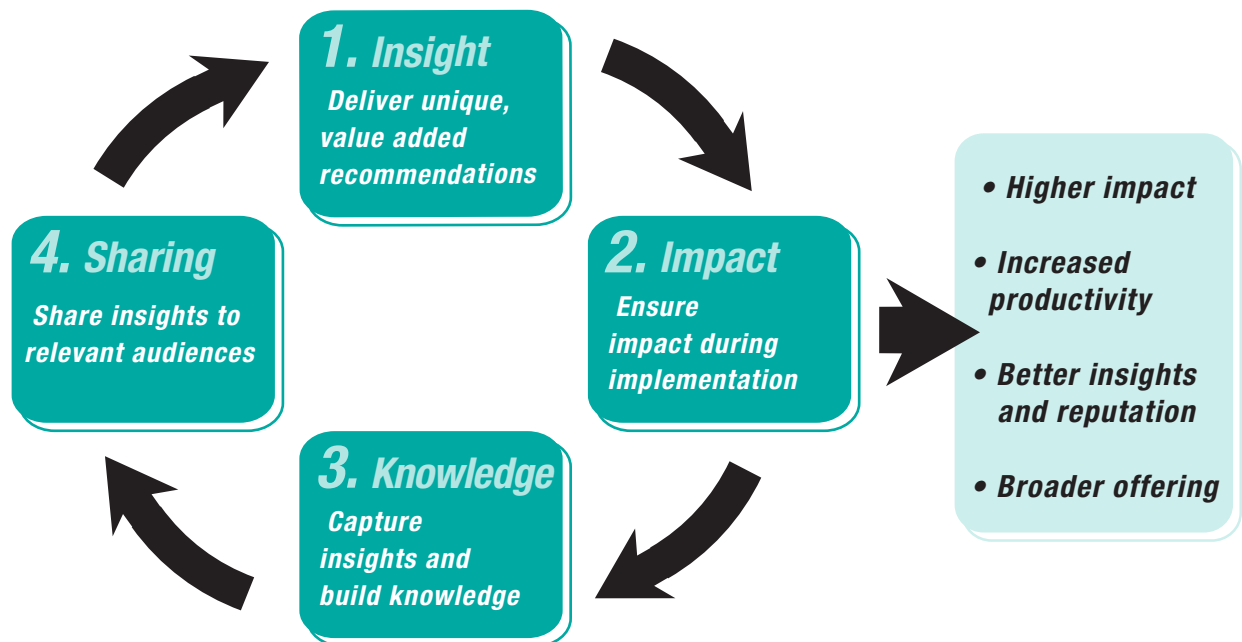 1. Insight
Deliver unique,
value added
recommendations
2. Impact
Ensure
impact during
implementation
3. Knowledge
Capture
insights and
build knowledge
4. Sharing
Share insights to
relevant audiences
• Higher impact
• Increased
productivity
• Better insights
and reputation
• Broader offering